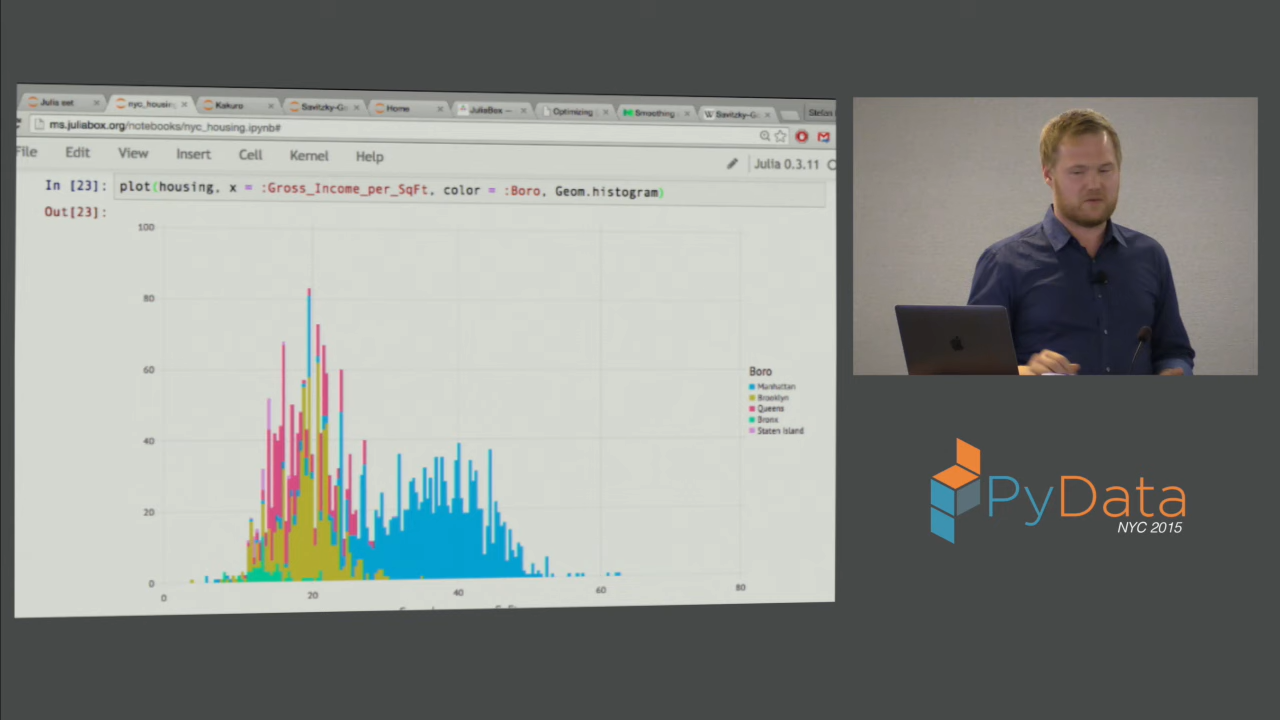 Julia eet
nyc_housing
Kakuro
Savitzky-Go
Home
JuliaBox —
Optimizing
Smoothing
Savitzky-Go
Stefan
ms.juliabox.org/notebooks/nyc_housing.ipynb#
File Edit View Insert Cell Kernel Help
Julia 0.3.11
In [23]: plot(housing, x = :Gross_Income_per_SqFt, color = :Boro, Geom.histogram)
Out[23]:
100
80
60
40
20
0
0 20 40 60 80
Boro
Manhattan
Brooklyn
Queens
Bronx
Staten Island
PyData
NYC 2015